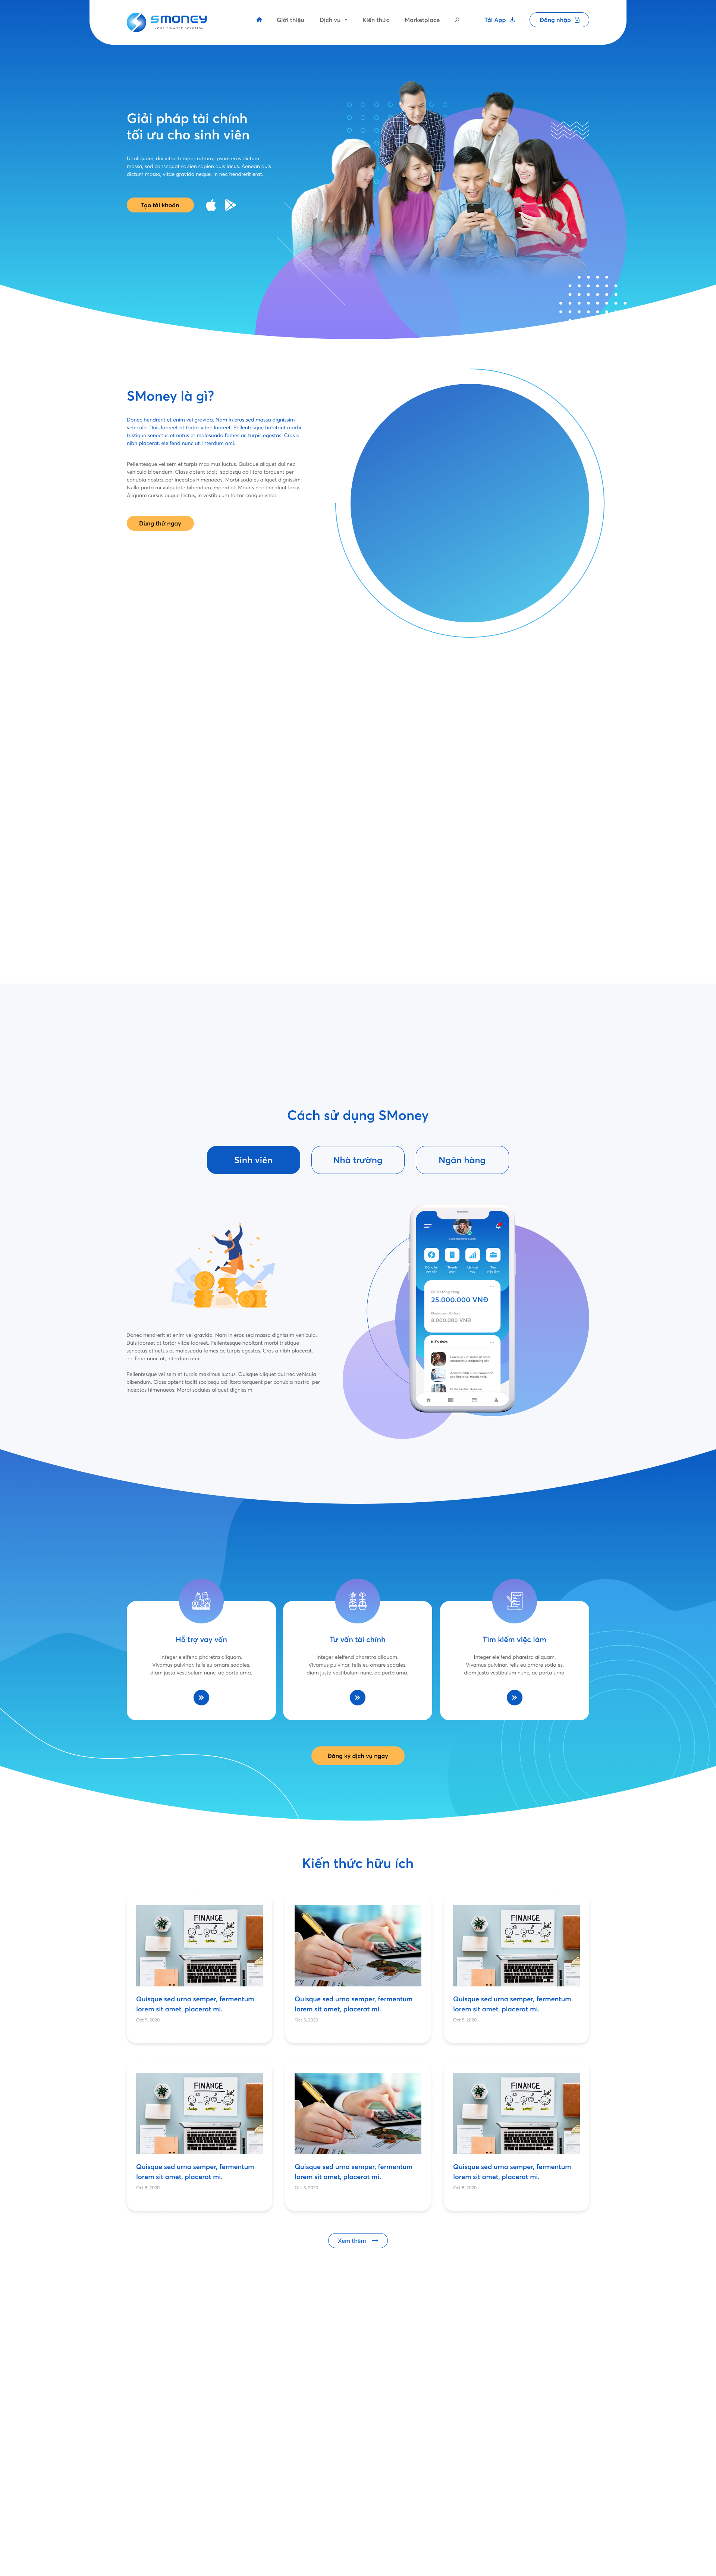 SMONEY
YOUR FINANCE SOLUTION
Giới thiệu
Dịch vụ
Kiến thức
Marketplace
Tải App
Đăng nhập
Giải pháp tài chính
tối ưu cho sinh viên
Ut aliquam, dui vitae tempor rutrum, ipsum eros dictum
massa, sed consequat sapien sapien quis lacus. Aenean quis
dictum massa, vitae gravida neque. In nec hendrerit erat.
Tạo tài khoản
SMoney là gì?
Donec hendrerit et enim vel gravida. Nam in eros sed massa dignissim
vehicula. Duis laoreet at tortor vitae laoreet. Pellentesque habitant morbi
tristique senectus et netus et malesuada fames ac turpis egestas. Cras a
nibh placerat, eleifend nunc ut, interdum orci.
Pellentesque vel sem et turpis maximus luctus. Quisque aliquet dui nec
vehicula bibendum. Class aptent taciti sociosqu ad litora torquent per
conubia nostra, per inceptos himenaeos. Morbi sodales aliquet dignissim.
Nulla porta mi vulputate bibendum imperdiet. Mauris nec tincidunt lacus.
Aliquam cursus augue lectus, in vestibulum tortor congue vitae.
Dùng thử ngay
Cách sử dụng SMoney
Sinh viên
Nhà trường
Ngân hàng
25.000.000 VNĐ
6.000.000 VNĐ
Kiến thức
Donec hendrerit et enim vel gravida. Nam in eros sed massa dignissim vehicula.
Duis laoreet at tortor vitae laoreet. Pellentesque habitant morbi tristique
senectus et netus et malesuada fames ac turpis egestas. Cras a nibh placerat,
eleifend nunc ut, interdum orci.
Pellentesque vel sem et turpis maximus luctus. Quisque aliquet dui nec vehicula
bibendum. Class aptent taciti sociosqu ad litora torquent per conubia nostra, per
inceptos himenaeos. Morbi sodales aliquet dignissim.
Hỗ trợ vay vốn
Integer eleifend pharetra aliquam.
Vivamus pulvinar, felis eu ornare sodales,
diam justo vestibulum nunc, ac porta urna.
Tư vấn tài chính
Integer eleifend pharetra aliquam.
Vivamus pulvinar, felis eu ornare sodales,
diam justo vestibulum nunc, ac porta urna.
Tìm kiếm việc làm
Integer eleifend pharetra aliquam.
Vivamus pulvinar, felis eu ornare sodales,
diam justo vestibulum nunc, ac porta urna.
Đăng ký dịch vụ ngay
Kiến thức hữu ích
FINANCE
Quisque sed urna semper, fermentum
lorem sit amet, placerat mi.
Oct 5, 2020
Quisque sed urna semper, fermentum
lorem sit amet, placerat mi.
Oct 5, 2020
FINANCE
Quisque sed urna semper, fermentum
lorem sit amet, placerat mi.
Oct 5, 2020
FINANCE
Quisque sed urna semper, fermentum
lorem sit amet, placerat mi.
Oct 5, 2020
Quisque sed urna semper, fermentum
lorem sit amet, placerat mi.
Oct 5, 2020
FINANCE
Quisque sed urna semper, fermentum
lorem sit amet, placerat mi.
Oct 5, 2020
Xem thêm